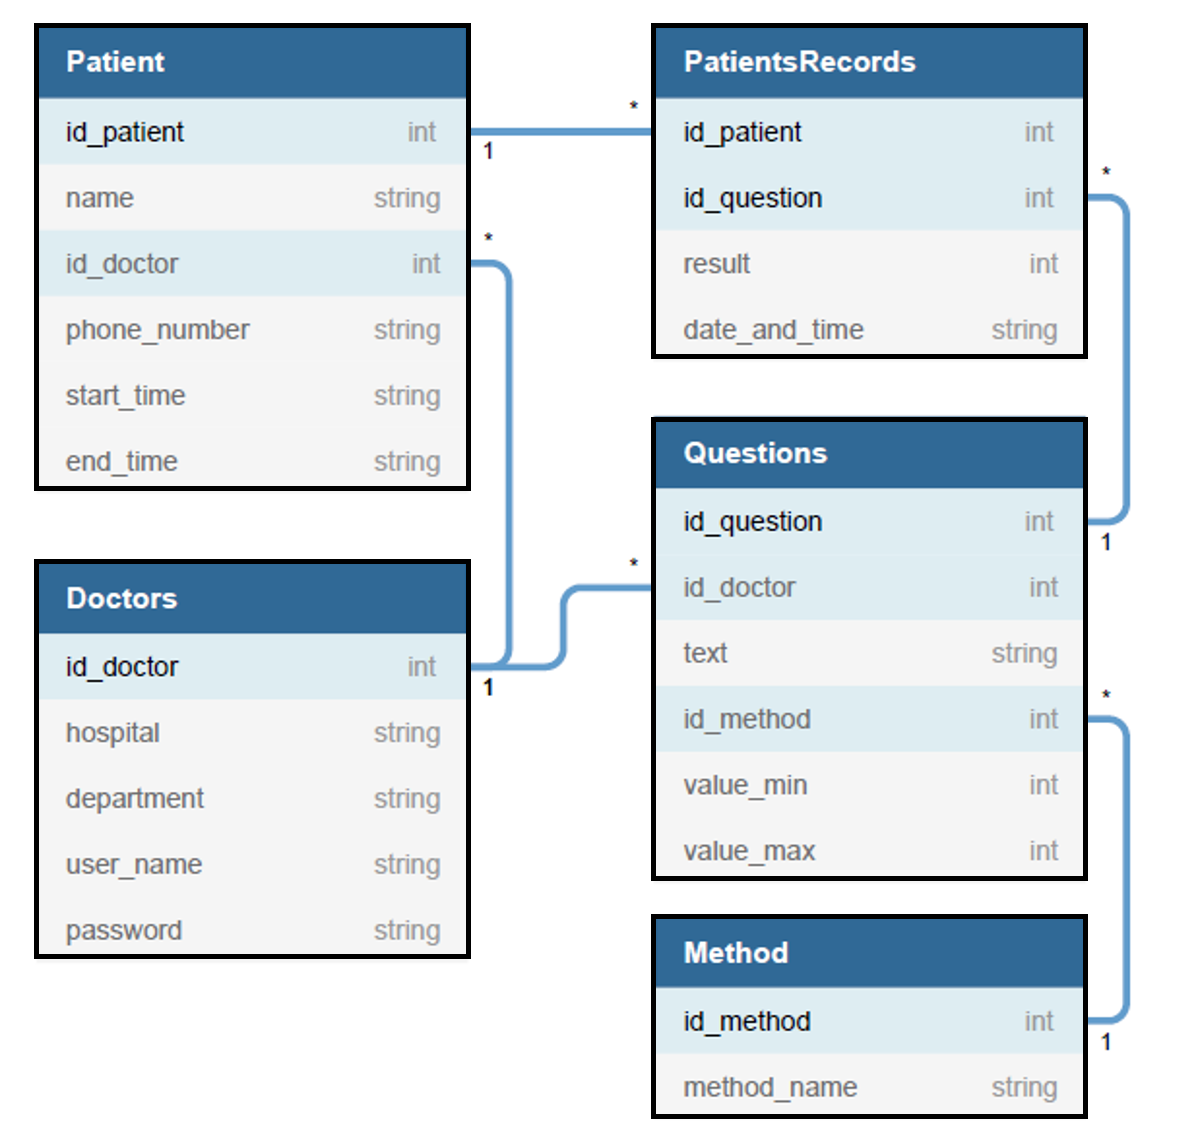 Patient
id_patient int
name string
id_doctor int
phone_number string
start_time string
end_time string
1
*
*
PatientsRecords
id_patient int
id_question int
result int
date_and_time string
*
1
Doctors
id_doctor int
hospital string
department string
user_name string
password string
1
*
Questions
id_question int
id_doctor int
text string
id_method int
value_min int
value_max int
*
1
Method
id_method int
method_name string